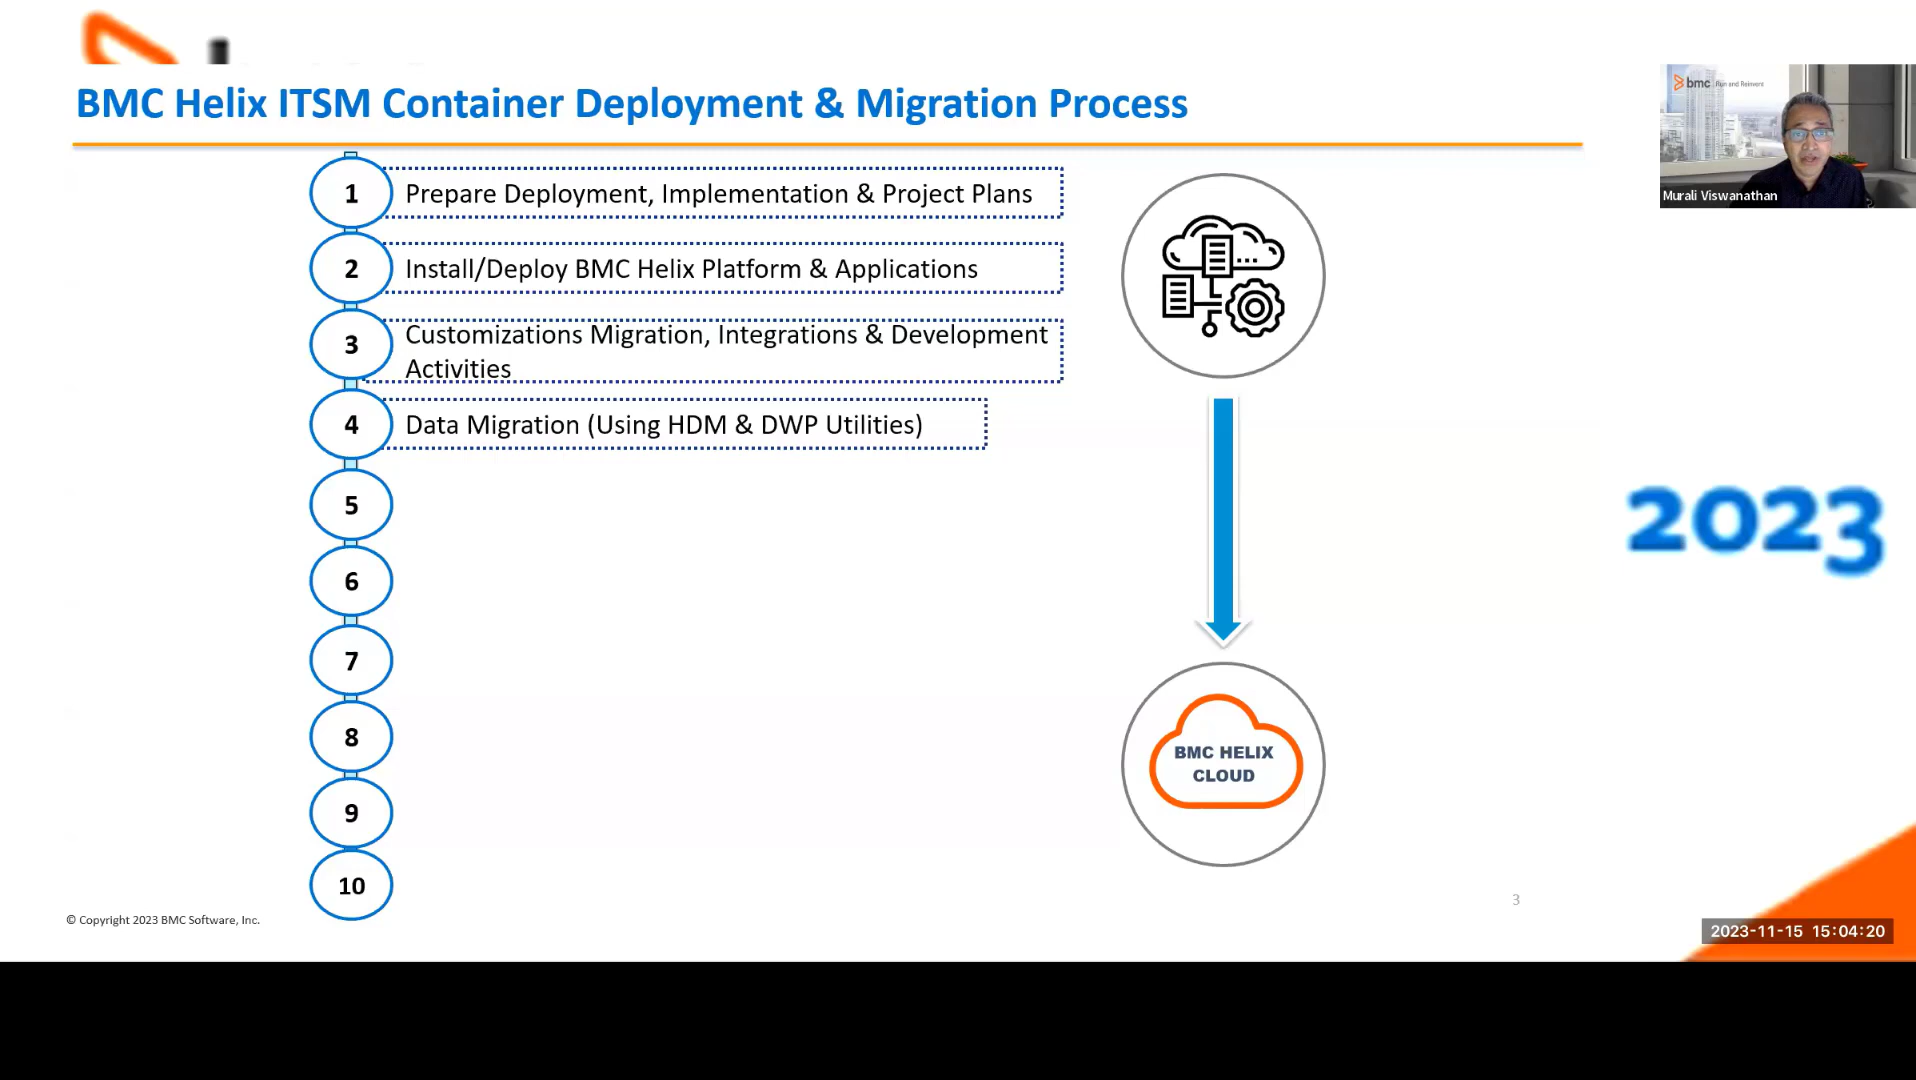 BMC Helix ITSM Container Deployment & Migration Process
bmc Run and Reinvent
Murali Viswanathan
1 Prepare Deployment, Implementation & Project Plans
2 Install/Deploy BMC Helix Platform & Applications
3 Customizations Migration, Integrations & Development
Activities
4 Data Migration (Using HDM & DWP Utilities)
5
6
7
8
9
10
BMC HELIX
CLOUD
2023
3
© Copyright 2023 BMC Software, Inc.
2023-11-15 15:04:20